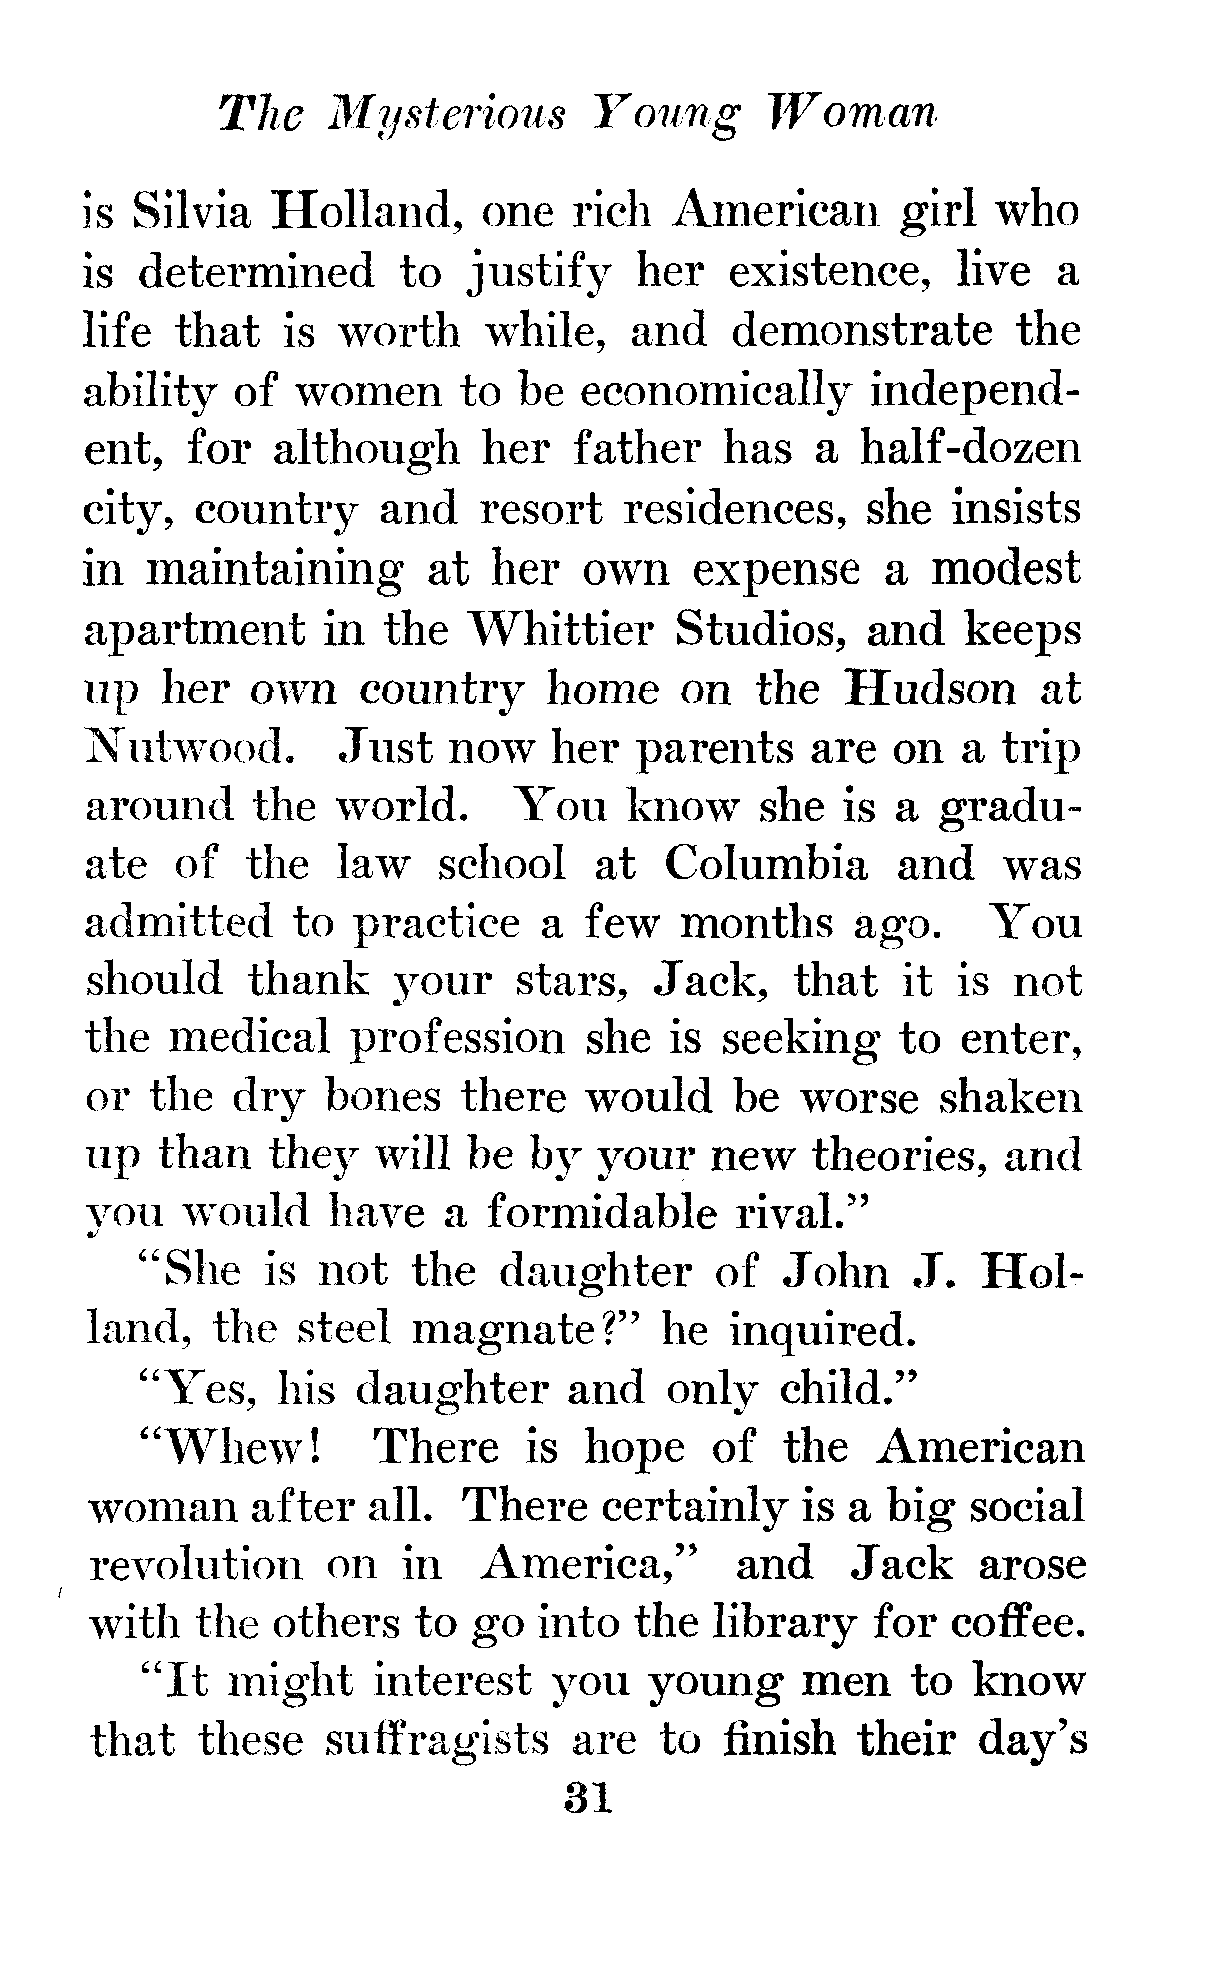 The Mysterious Young Woman
is Silvia Holland, one rich American girl who
is determined to justify her existence, live a
life that is worth while, and demonstrate the
ability of women to be economically independ-
ent, for although her father has a half-dozen
city, country and resort residences, she insists
in maintaining at her own expense a modest
apartment in the Whittier Studios, and keeps
up her own country home on the Hudson at
Nutwood. Just now her parents are on a trip
around the world. You know she is a gradu-
ate of the law school at Columbia and was
admitted to practice a few months ago. You
should thank your stars, Jack, that it is not
the medical profession she is seeking to enter,
or the dry bones there would be worse shaken
up than they will be by your new theories, and
you would have a formidable rival.”
“She is not the daughter of John J. Hol-
land, the steel magnate?” he inquired.
“Yes, his daughter and only child.”
“Whew! There is hope of the American
woman after all. There certainly is a big social
revolution on in America,” and Jack arose
with the others to go into the library for coffee.
“It might interest you young men to know
that these suffragists are to finish their day’s
31